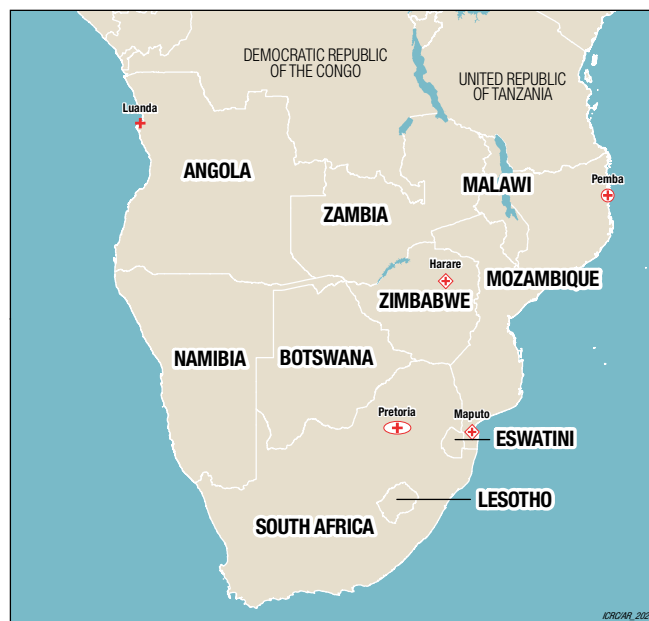 DEMOCRATIC REPUBLIC
OF THE CONGO
UNITED REPUBLIC
OF TANZANIA
Luanda
ANGOLA
MALAWI
Pemba
ZAMBIA
Harare
MOZAMBIQUE
ZIMBABWE
NAMIBIA
BOTSWANA
Pretoria
Maputo
ESWATINI
LESOTHO
SOUTH AFRICA